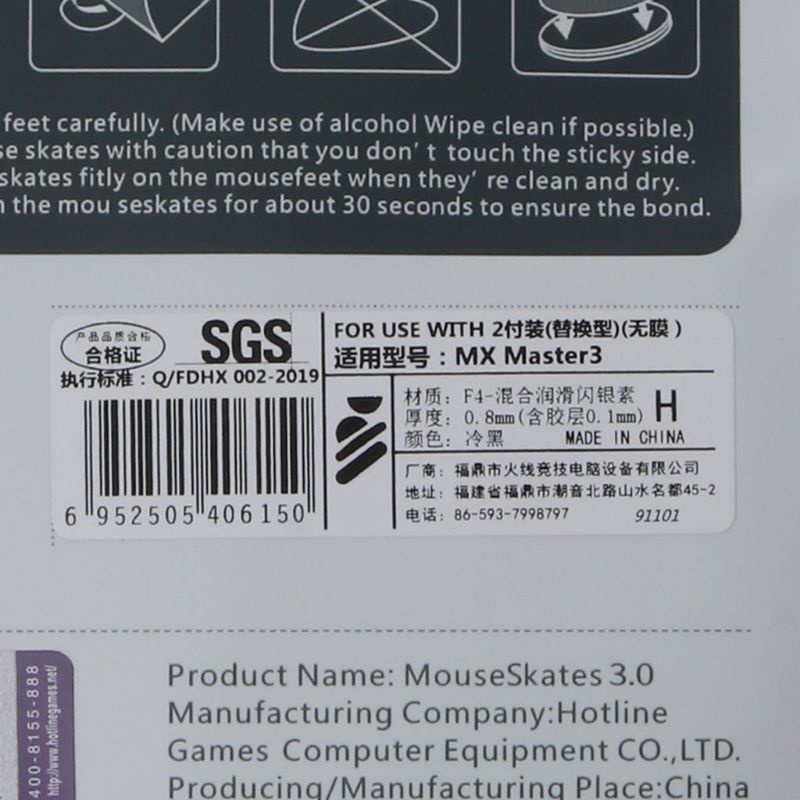 feet carefully. (Make use of alcohol Wipe clean if possible.)
se skates with caution that you don't touch the sticky side.
skates fitly on the mousefeet when they're clean and dry.
the mou seskates for about 30 seconds to ensure the bond.
产品品质合格
合格证
SGS
执行标准：Q/FDHX 002-2019
6 952505 406150
FOR USE WITH 2付装(替换型)(无膜)
适用型号：MX Master3
材质：F4-混合润滑闪银素
厚度：0.8mm(含胶层0.1mm)
H
颜色：冷黑 MADE IN CHINA
厂商：福鼎市火线竞技电脑设备有限公司
地址：福建省福鼎市潮音北路山水名都45-2
电话：86-593-7998797 91101
400-8155-888
http://www.hotlinegames.net/
Product Name: MouseSkates 3.0
Manufacturing Company:Hotline
Games Computer Equipment CO.,LTD.
Producing/Manufacturing Place:China